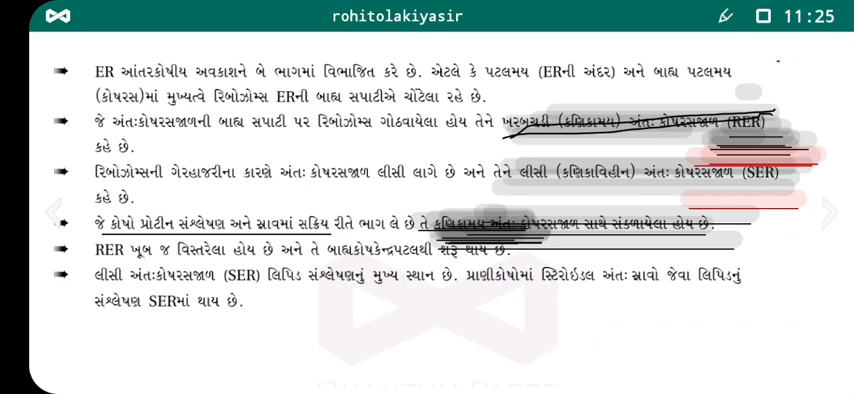 rohitolakiyasir
11:25
ER આંતરકોષીય અવકાશને બે ભાગમાં વિભાજિત કરે છે. એટલે કે પટલમય (ERની અંદર) અને બાહ્ય પટલમય
(કોષરસ)માં મુખ્યત્વે રિબોઝોમ્સ ERની બાહ્ય સપાટીએ ચોંટેલા રહે છે.
જે અંતઃકોષરસજાળની બાહ્ય સપાટી પર રિબોઝોમ્સ ગોઠવાયેલા હોય તેને ખરબચડી (કણિકામય) અંતઃ કોષરસજાળ (RER)
કહે છે.
રિબોઝોમ્સની ગેરહાજરીના કારણે અંતઃ કોષરસજાળ લીસી લાગે છે અને તેને લીસી (કણિકાવિહીન) અંતઃ કોષરસજાળ (SER)
કહે છે.
જે કોષો પ્રોટીન સંશ્લેષણ અને સ્રાવમાં સક્રિય રીતે ભાગ લે છે તે કણિકામય અંતઃ કોષરસજાળ સાથે સંકળાયેલા હોય છે.
RER ખૂબ જ વિસ્તરેલા હોય છે અને તે બાહ્યકોષકેન્દ્રપટલથી શરૂ થાય છે.
લીસી અંતઃકોષરસજાળ (SER) લિપિડ સંશ્લેષણનું મુખ્ય સ્થાન છે. પ્રાણીકોષોમાં સ્ટિરોઇડલ અંતઃ સ્રાવો જેવા લિપિડનું
સંશ્લેષણ SERમાં થાય છે.